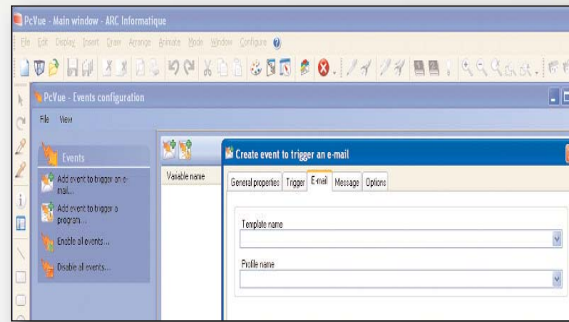 PcVue - Main window - ARC Informatique
File Edit Display Insert Draw Arrange Animate Mode Window Configure
PcVue - Events configuration
File View
Events
Add event to trigger an e-
mail...
Add event to trigger a
program...
Enable all events...
Disable all events...
Variable name
Create event to trigger an e-mail
General properties Trigger E-mail Message Options
Template name
Profile name